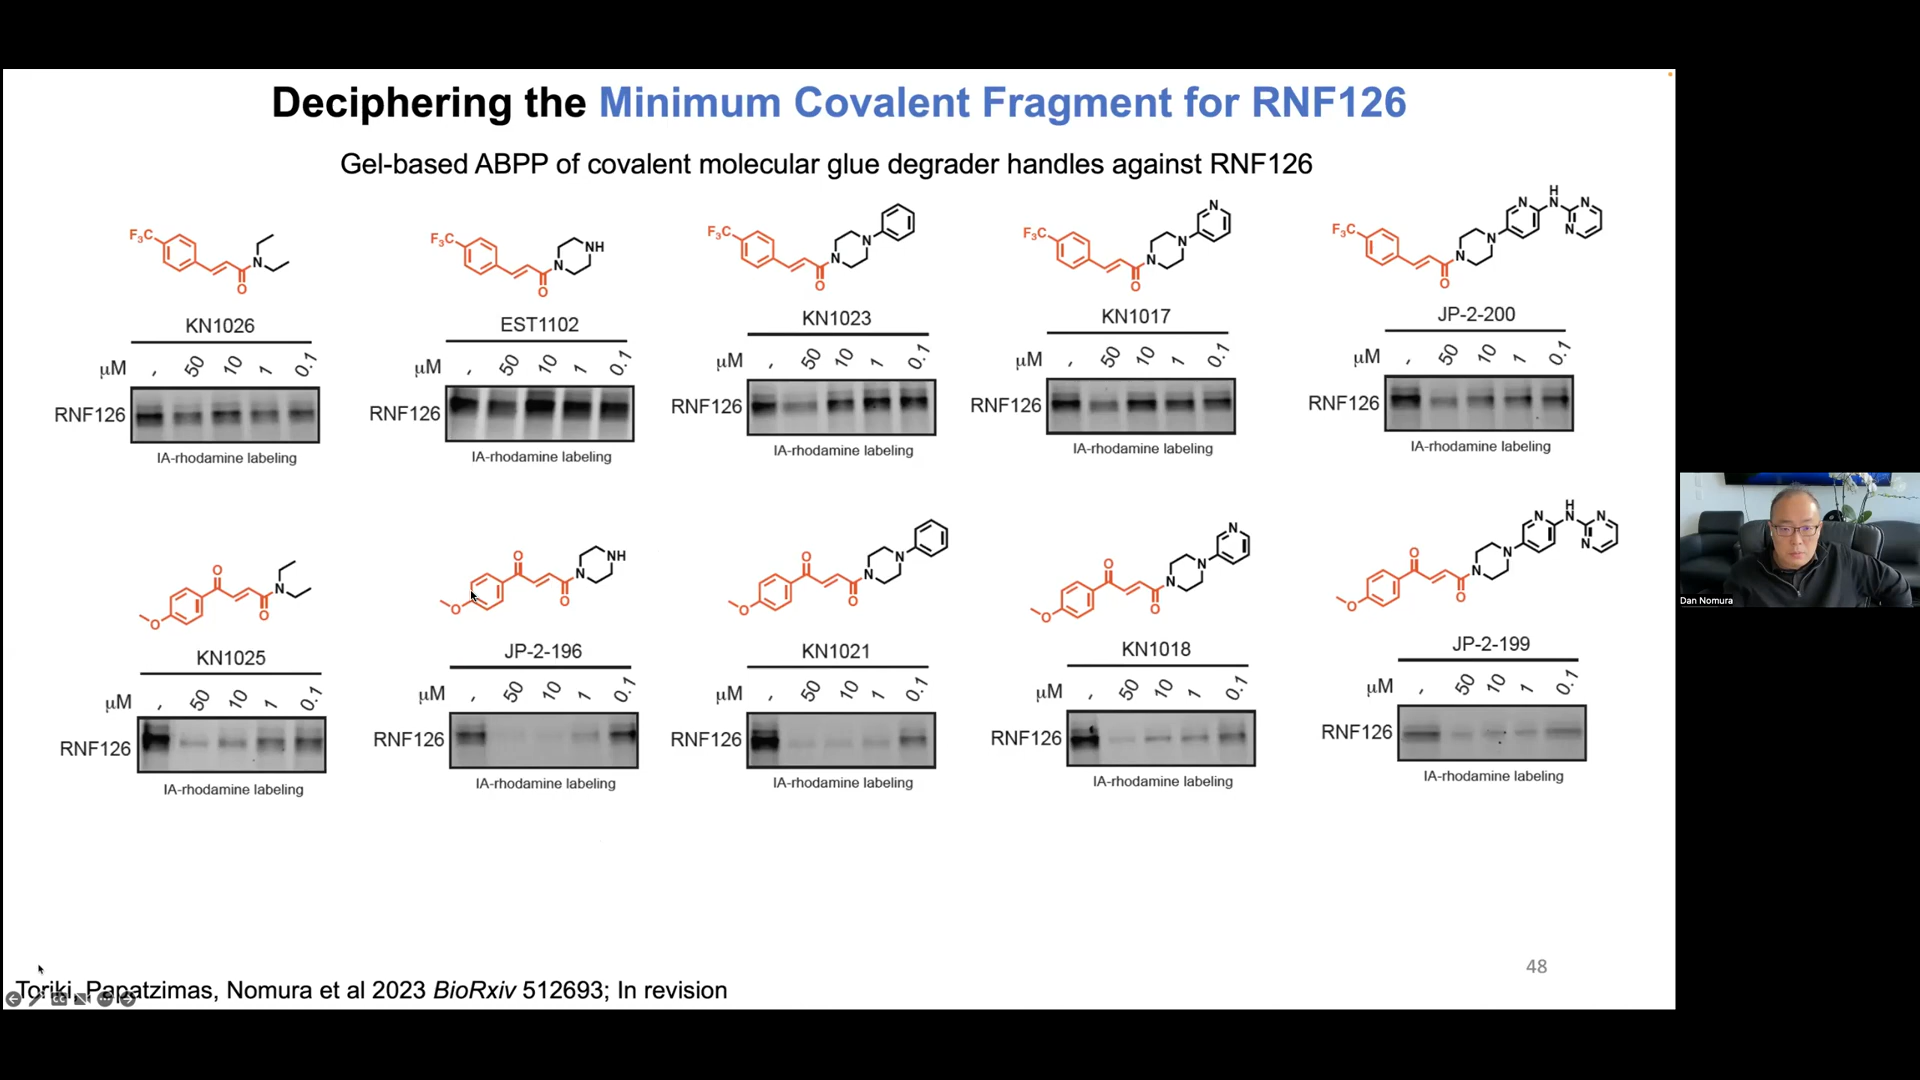 Deciphering the Minimum Covalent Fragment for RNF126
Gel-based ABPP of covalent molecular glue degrader handles against RNF126
F₃C N O
F₃C N NH O
F₃C N N O
F₃C N N N O
F₃C N N N H N N O
KN1026
EST1102
KN1023
KN1017
JP-2-200
μM - 50 10 1 0.1
μM - 50 10 1 0.1
μM - 50 10 1 0.1
μM - 50 10 1 0.1
μM - 50 10 1 0.1
RNF126
RNF126
RNF126
RNF126
RNF126
IA-rhodamine labeling
IA-rhodamine labeling
IA-rhodamine labeling
IA-rhodamine labeling
IA-rhodamine labeling
O O N O
O O N NH O
O O N N O
O O N N N O
O O N N N H N N O
KN1025
JP-2-196
KN1021
KN1018
JP-2-199
μM - 50 10 1 0.1
μM - 50 10 1 0.1
μM - 50 10 1 0.1
μM - 50 10 1 0.1
μM - 50 10 1 0.1
RNF126
RNF126
RNF126
RNF126
RNF126
IA-rhodamine labeling
IA-rhodamine labeling
IA-rhodamine labeling
IA-rhodamine labeling
IA-rhodamine labeling
Dan Nomura
48
Toriki, Papatzimas, Nomura et al 2023 BioRxiv 512693; In revision